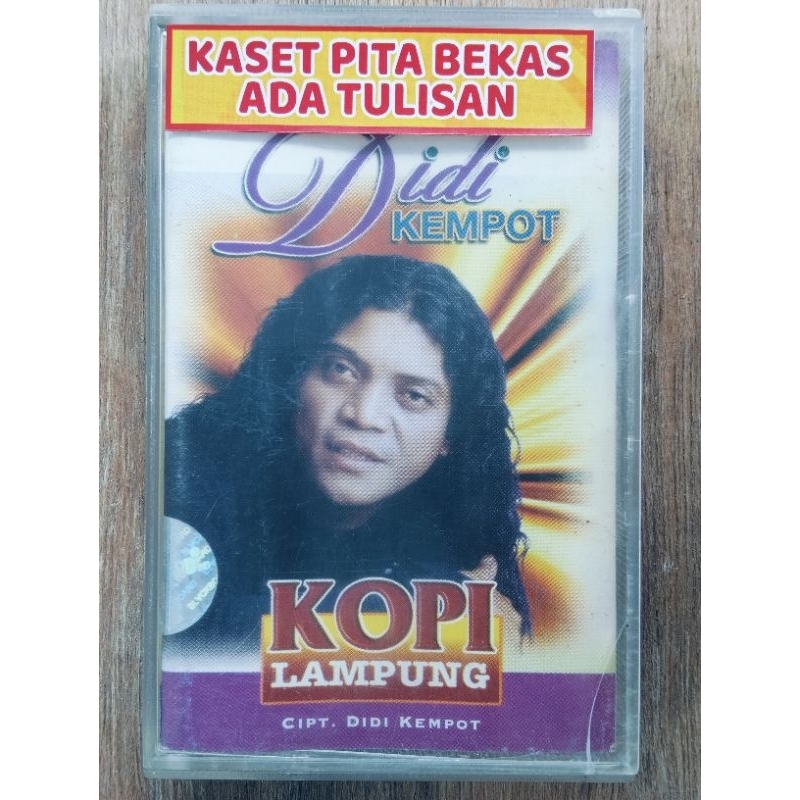 KASET PITA BEKAS
ADA TULISAN
Didi
KEMPOT
KOPI
LAMPUNG
CIPT. DIDI KEMPOT